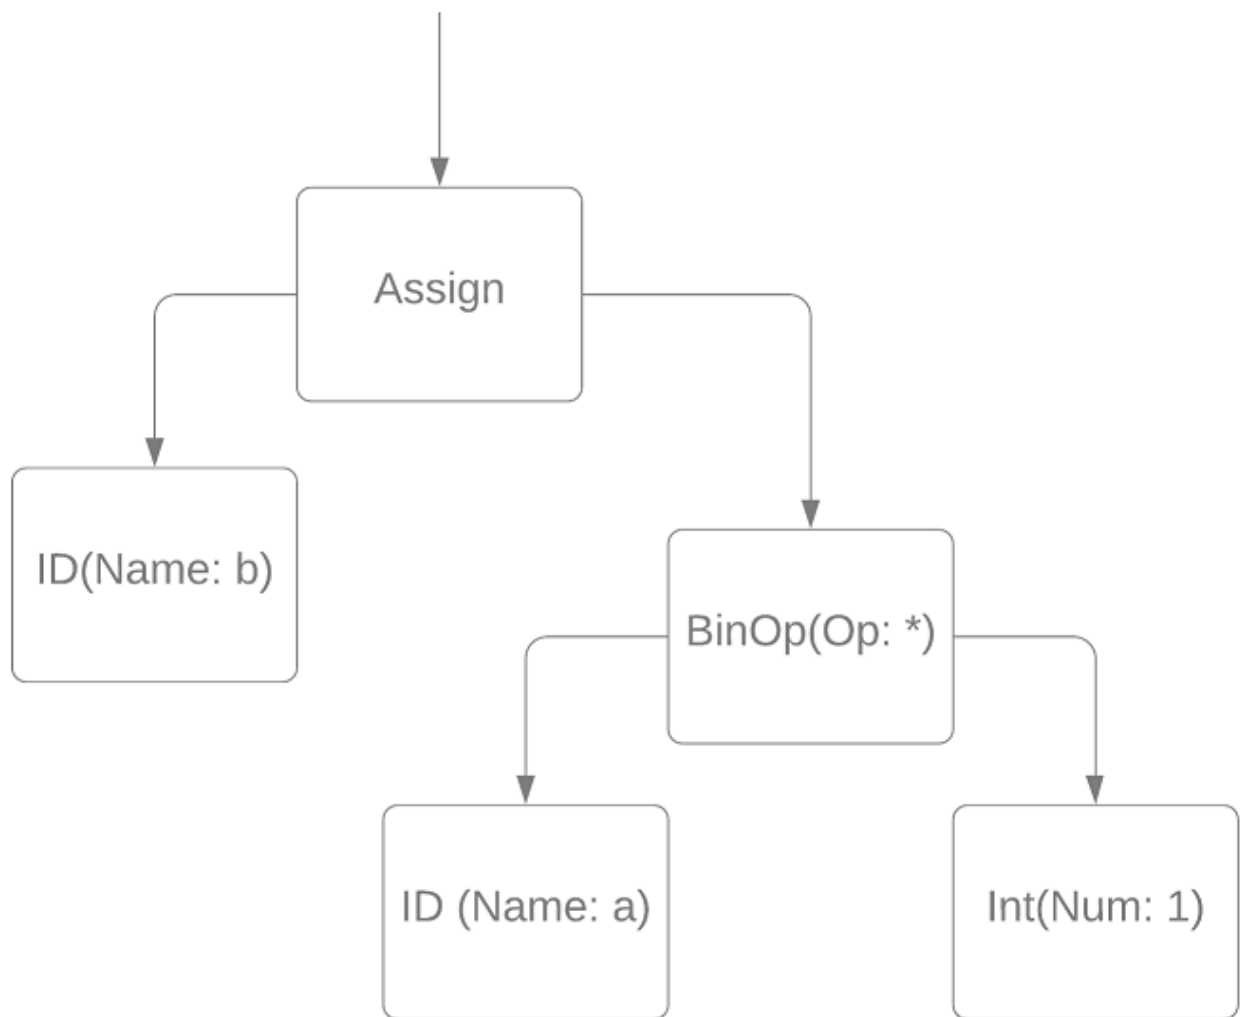 Assign
ID(Name: b)
BinOp(Op: *)
ID (Name: a)
Int(Num: 1)